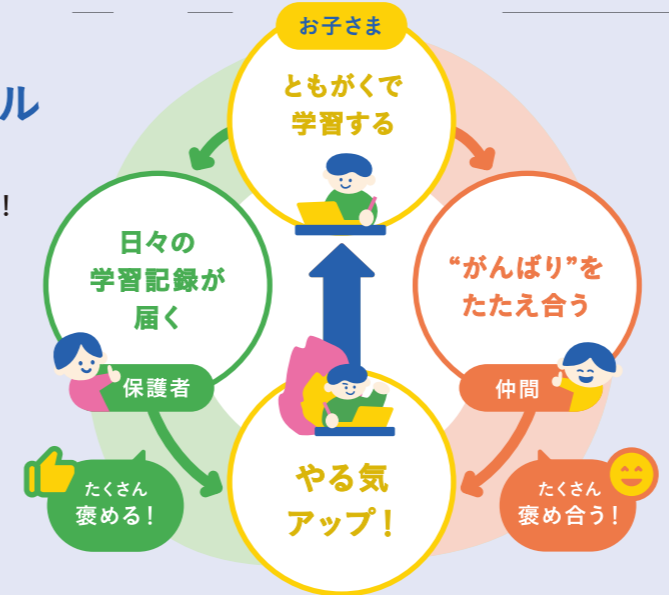 ル
！
お子さま
ともがくで
学習する
日々の
学習記録が
届く
保護者
たくさん
褒める！
“がんばり”を
たたえ合う
仲間
たくさん
褒め合う！
やる気
アップ！